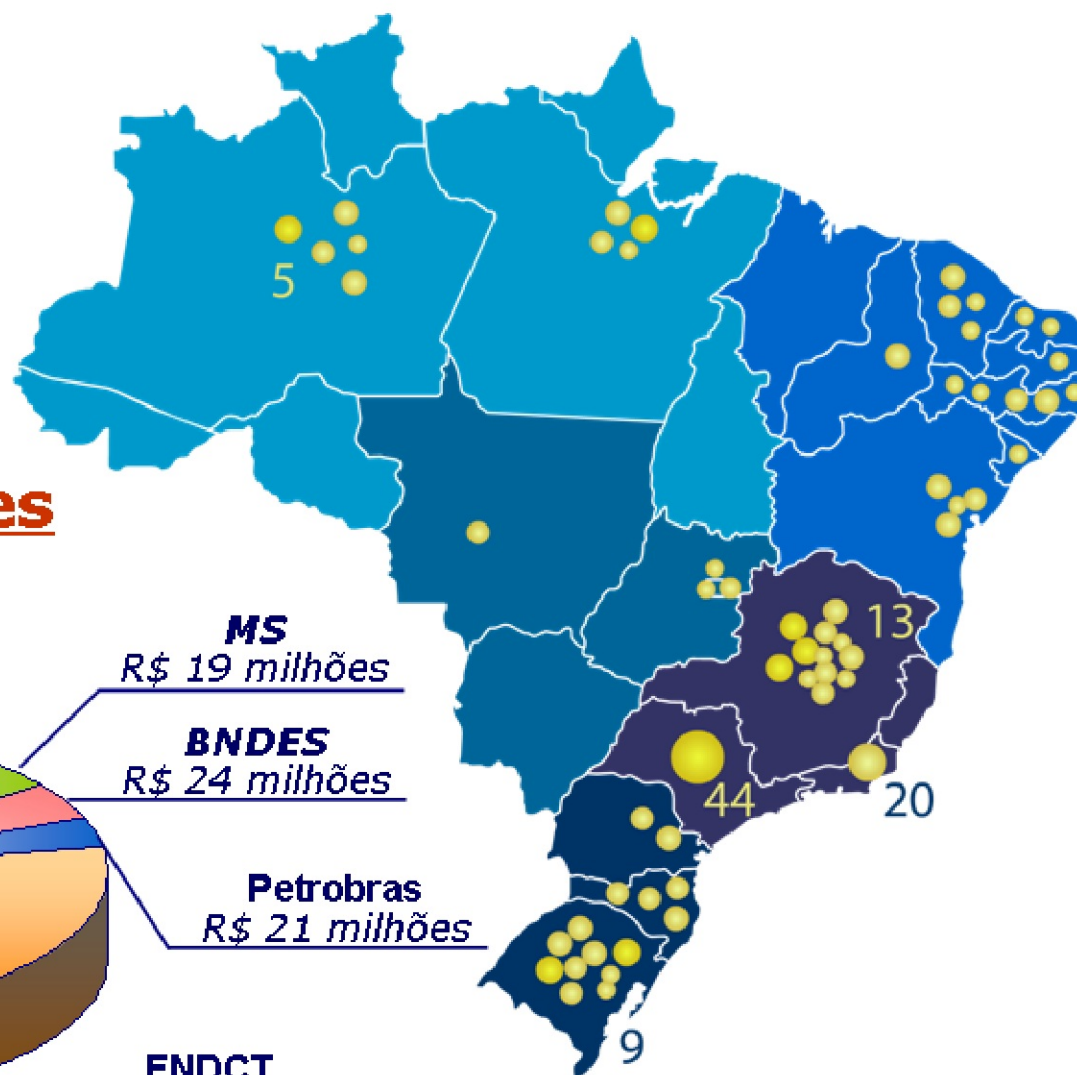 5
es
13
MS
R$ 19 milhões
BNDES
R$ 24 milhões
44
20
Petrobras
R$ 21 milhões
9
FNDCT